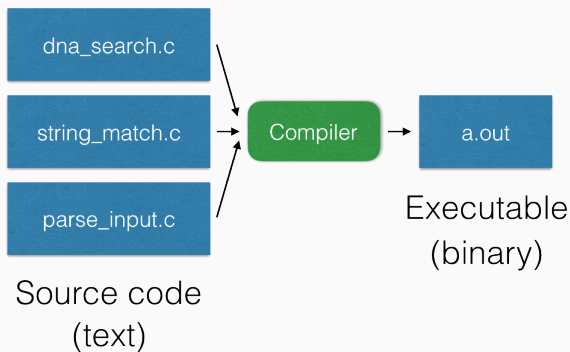 dna_search.c
string_match.c
parse_input.c
Source code
(text)
Compiler
a.out
Executable
(binary)